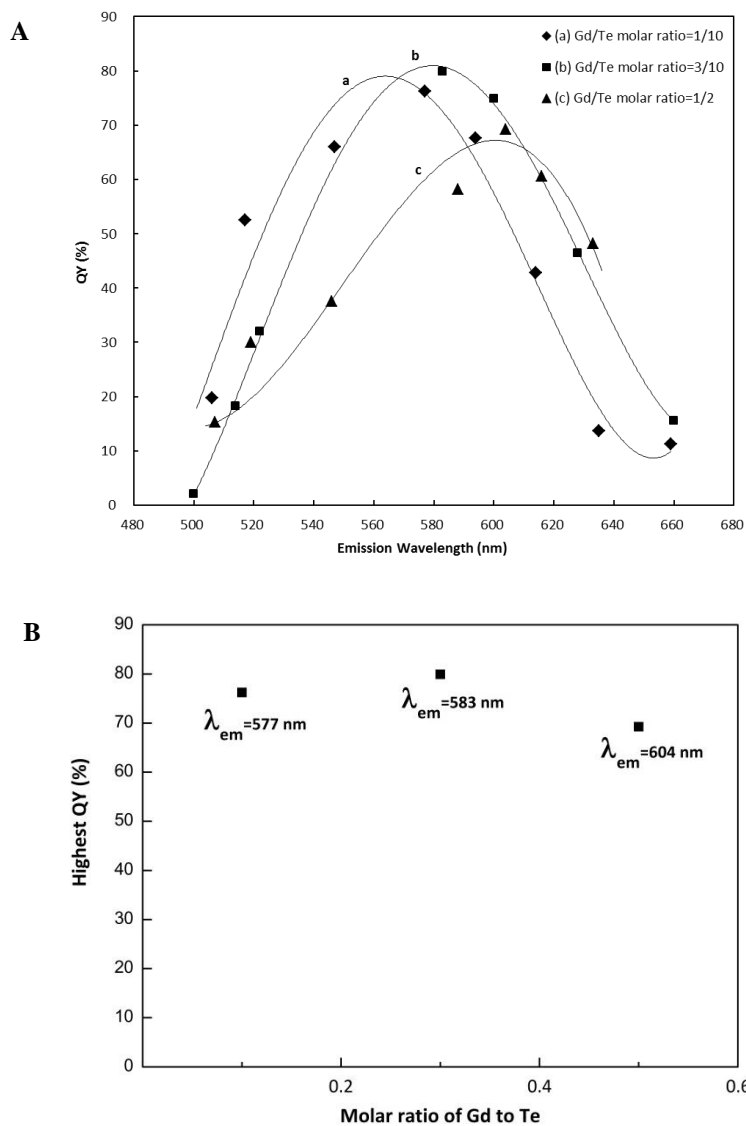 A
90
80
70
60
50
40
30
20
10
0
QY (%)
a
b
c
(a) Gd/Te molar ratio=1/10
(b) Gd/Te molar ratio=3/10
(c) Gd/Te molar ratio=1/2
480 500 520 540 560 580 600 620 640 660 680
Emission Wavelength (nm)
B
90
80
70
60
50
40
30
20
10
0
Highest QY (%)
λem=577 nm
λem=583 nm
λem=604 nm
0.2 0.4 0.6
Molar ratio of Gd to Te